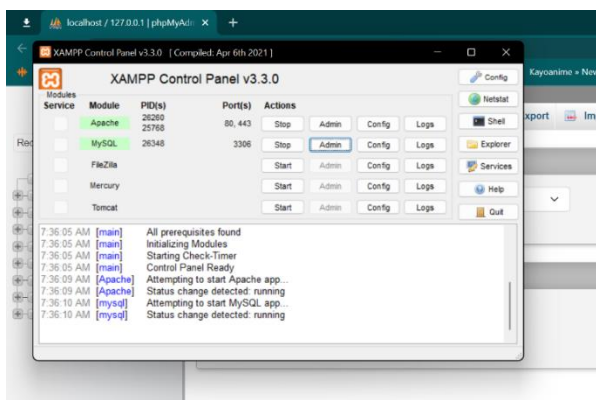 localhost / 127.0.0.1 | phpMyAdn
XAMPP Control Panel v3.3.0 [ Compiled: Apr 6th 2021 ]
XAMPP Control Panel v3.3.0
Config
Kayoanime » New
Modules
Service Module PID(s) Port(s) Actions
Netstat
Apache 26260 25768 80, 443 Stop Admin Config Logs
Shell
xport Im
MySQL 26348 3306 Stop Admin Config Logs
Explorer
Rec
FileZilla Start Admin Config Logs
Services
Mercury Start Admin Config Logs
Help
Tomcat Start Admin Config Logs
Quit
7:36:05 AM [main] All prerequisites found
7:36:05 AM [main] Initializing Modules
7:36:05 AM [main] Starting Check-Timer
7:36:05 AM [main] Control Panel Ready
7:36:09 AM [Apache] Attempting to start Apache app...
7:36:09 AM [Apache] Status change detected: running
7:36:10 AM [mysql] Attempting to start MySQL app...
7:36:10 AM [mysql] Status change detected: running